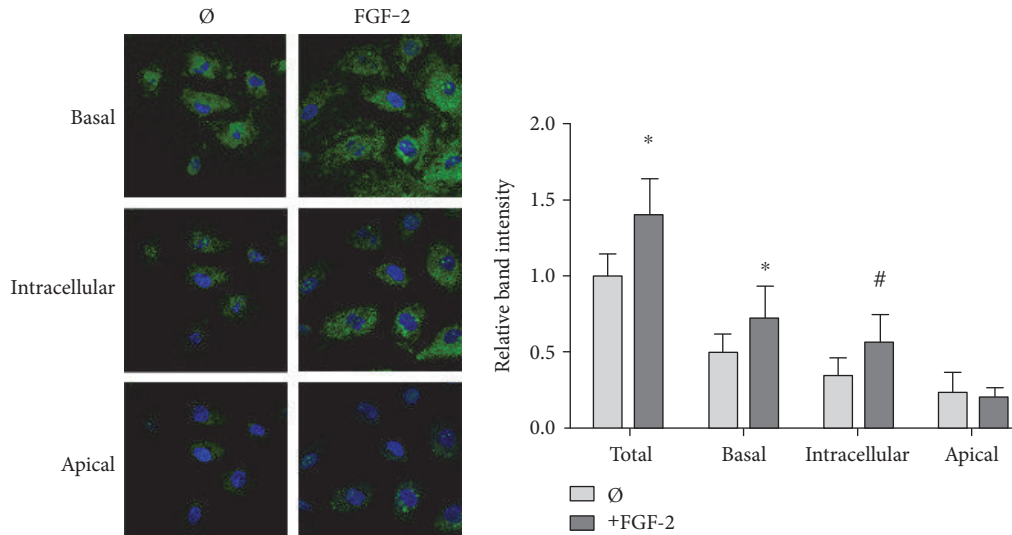 Ø FGF-2
Basal
Intracellular
Apical
Relative band intensity
2.0
1.5
1.0
0.5
0.0
* * #
Total Basal Intracellular Apical
Ø
+FGF-2